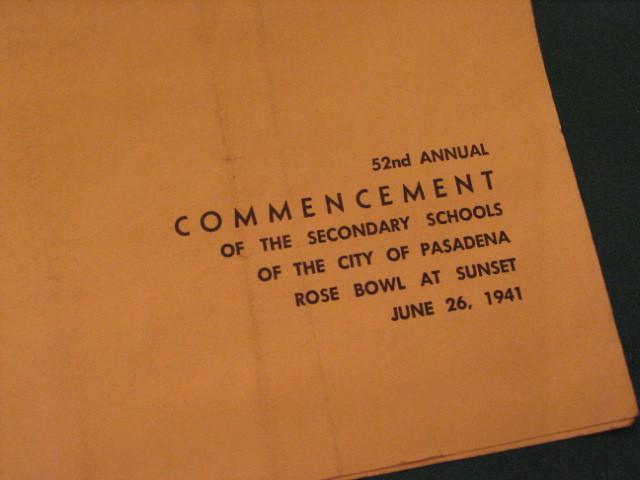 52nd ANNUAL
COMMENCEMENT
OF THE SECONDARY SCHOOLS
OF THE CITY OF PASADENA
ROSE BOWL AT SUNSET
JUNE 26, 1941